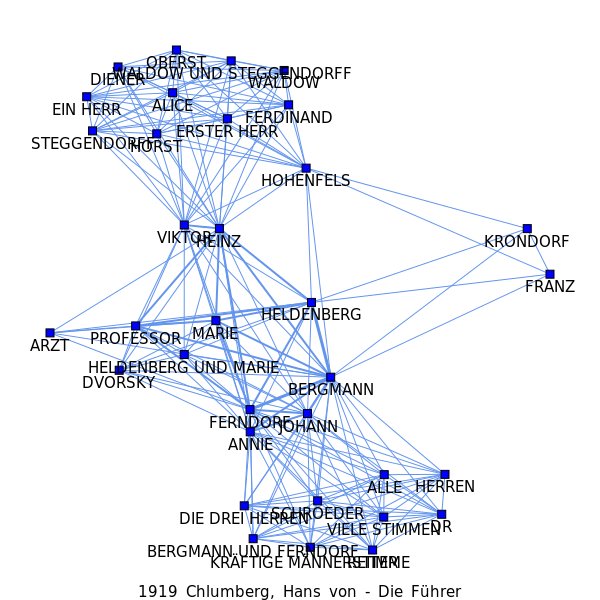 OBERST
WALDOW UND STEGGENDORFF
DIENER
WALDOW
EIN HERR
ALICE
FERDINAND
ERSTER HERR
STEGGENDORFF
HORST
HOHENFELS
VIKTOR
HEINZ
KRONDORF
FRANZ
HELDENBERG
MARIE
PROFESSOR
ARZT
HELDENBERG UND MARIE
DVORSKY
BERGMANN
FERNDORF
JOHANN
ANNIE
ALLE
HERREN
SCHROEDER
DIE DREI HERREN
VIELE STIMMEN
DR
BERGMANN UND FERNDORF
KRÄFTIGE MÄNNERSTIMME
1919 Chlumberg, Hans von - Die Führer